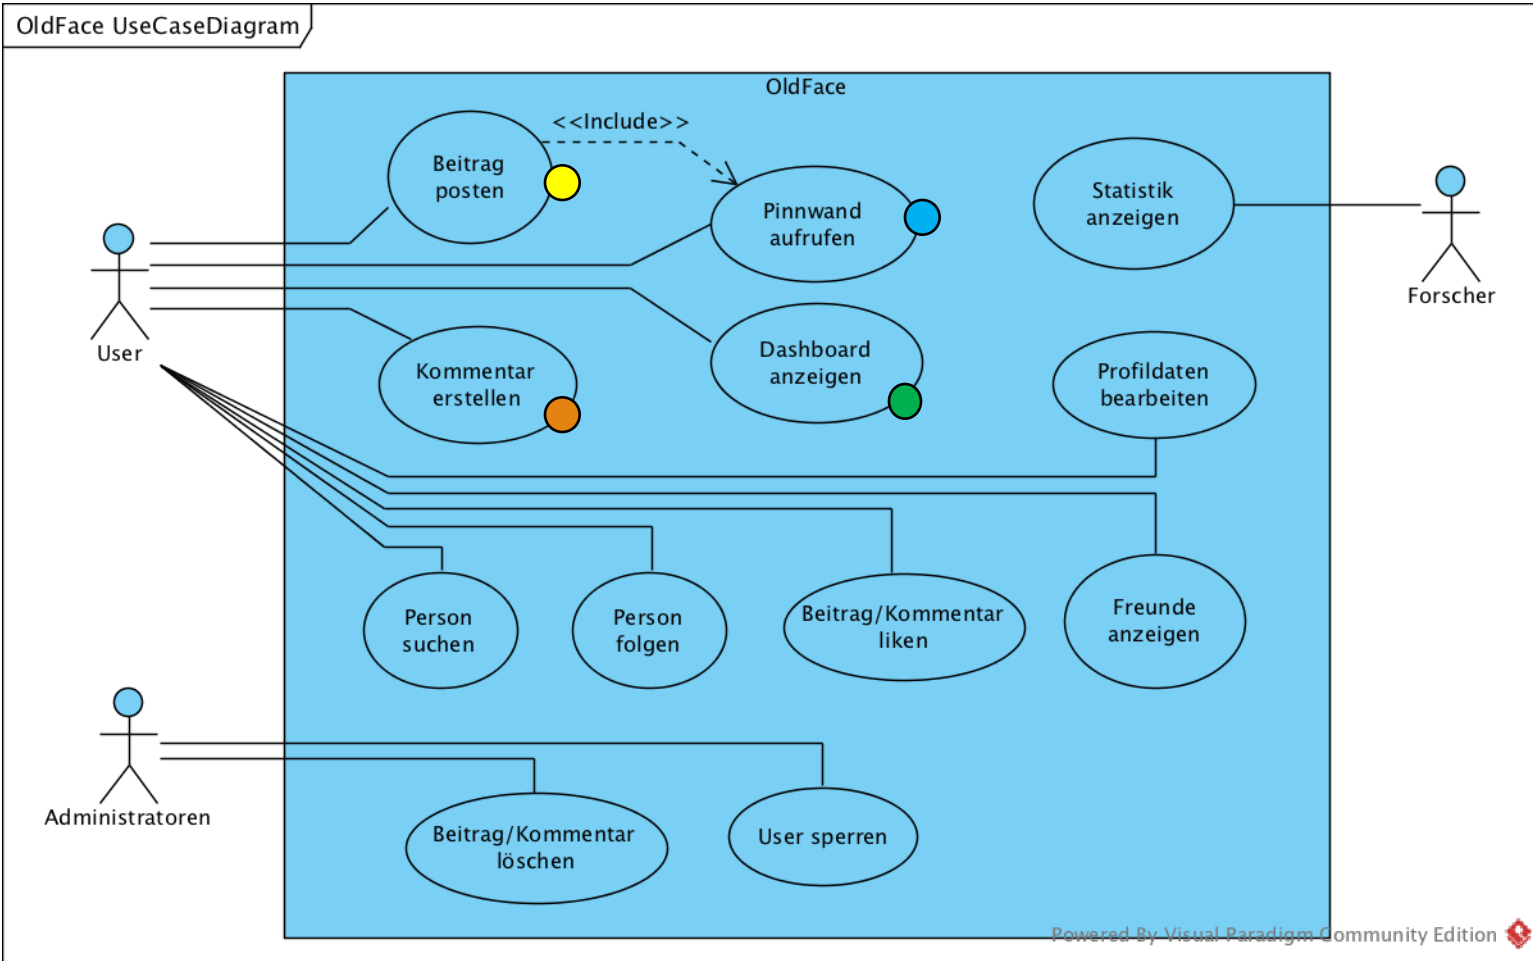 OldFace UseCaseDiagram
OldFace
<<Include>>
Beitrag
posten
Pinnwand
aufrufen
Statistik
anzeigen
Forscher
User
Kommentar
erstellen
Dashboard
anzeigen
Profildaten
bearbeiten
Person
suchen
Person
folgen
Beitrag/Kommentar
liken
Freunde
anzeigen
Administratoren
Beitrag/Kommentar
löschen
User sperren
Powered By Visual Paradigm Community Edition